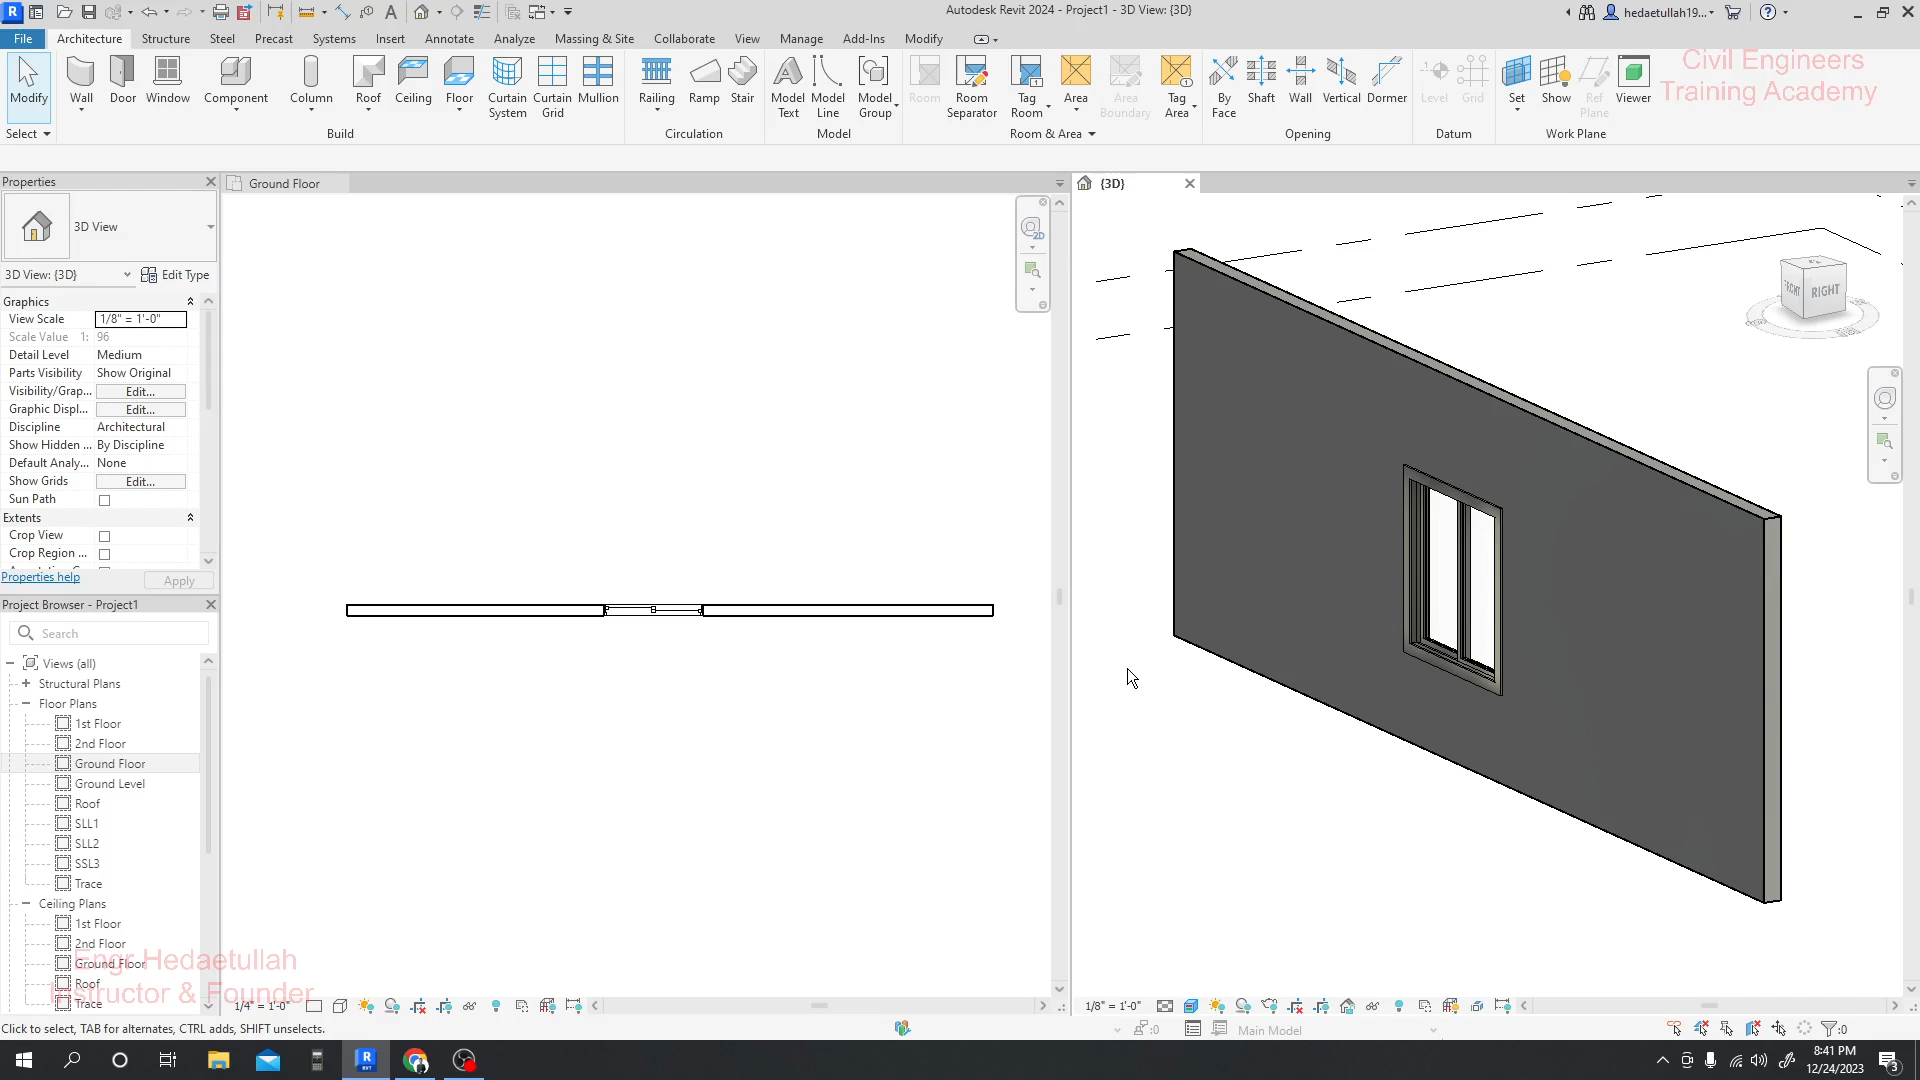 Autodesk Revit 2024 - Project1 - 3D View: {3D}
hedaetullah19...
File Architecture Structure Steel Precast Systems Insert Annotate Analyze Massing & Site Collaborate View Manage Add-Ins Modify
Modify Wall Door Window Component Column Roof Ceiling Floor Curtain System Curtain Grid Mullion Railing Ramp Stair Model Text Model Line Model Group Room Room Separator Tag Room Area Area Boundary Tag Area By Face Shaft Wall Vertical Dormer Level Grid Set Show Ref Plane Viewer
Civil Engineers
Training Academy
Select Build Circulation Model Room & Area Opening Datum Work Plane
Properties
Ground Floor
{3D}
3D View
3D View: {3D} Edit Type
Graphics
View Scale 1/8" = 1'-0"
Scale Value 1: 96
Detail Level Medium
Parts Visibility Show Original
Visibility/Grap... Edit...
Graphic Displ... Edit...
Discipline Architectural
Show Hidden ... By Discipline
Default Analy... None
Show Grids Edit...
Sun Path
Extents
Crop View
Crop Region ...
Properties help Apply
FRONT RIGHT
Project Browser - Project1
Search
Views (all)
Structural Plans
Floor Plans
1st Floor
2nd Floor
Ground Floor
Ground Level
Roof
SLL1
SLL2
SSL3
Trace
Ceiling Plans
1st Floor
2nd Floor
Ground Floor
Roof
Trace
Engr.Hedaetullah
Instructor & Founder
1/4" = 1'-0"
1/8" = 1'-0"
Click to select, TAB for alternates, CTRL adds, SHIFT unselects.
:0
Main Model
:0
8:41 PM
12/24/2023
3